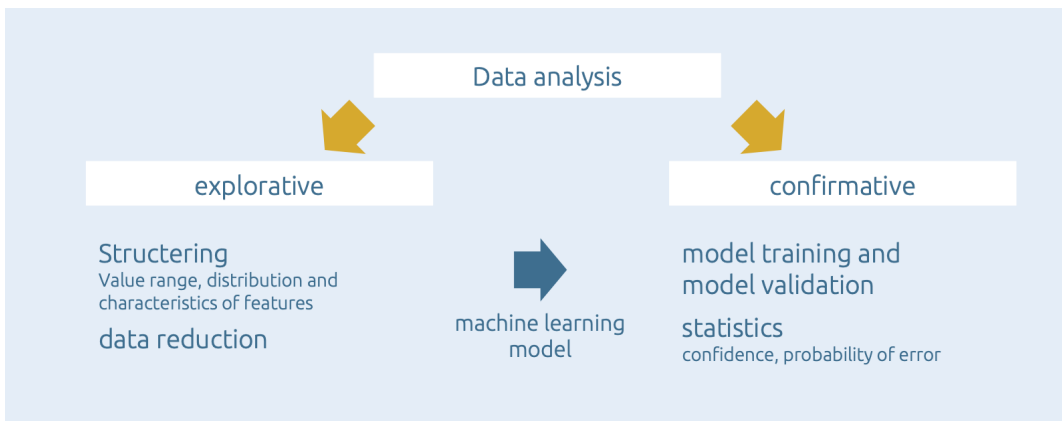 Data analysis
explorative
confirmative
Structering
Value range, distribution and
characteristics of features
data reduction
machine learning
model
model training and
model validation
statistics
confidence, probability of error